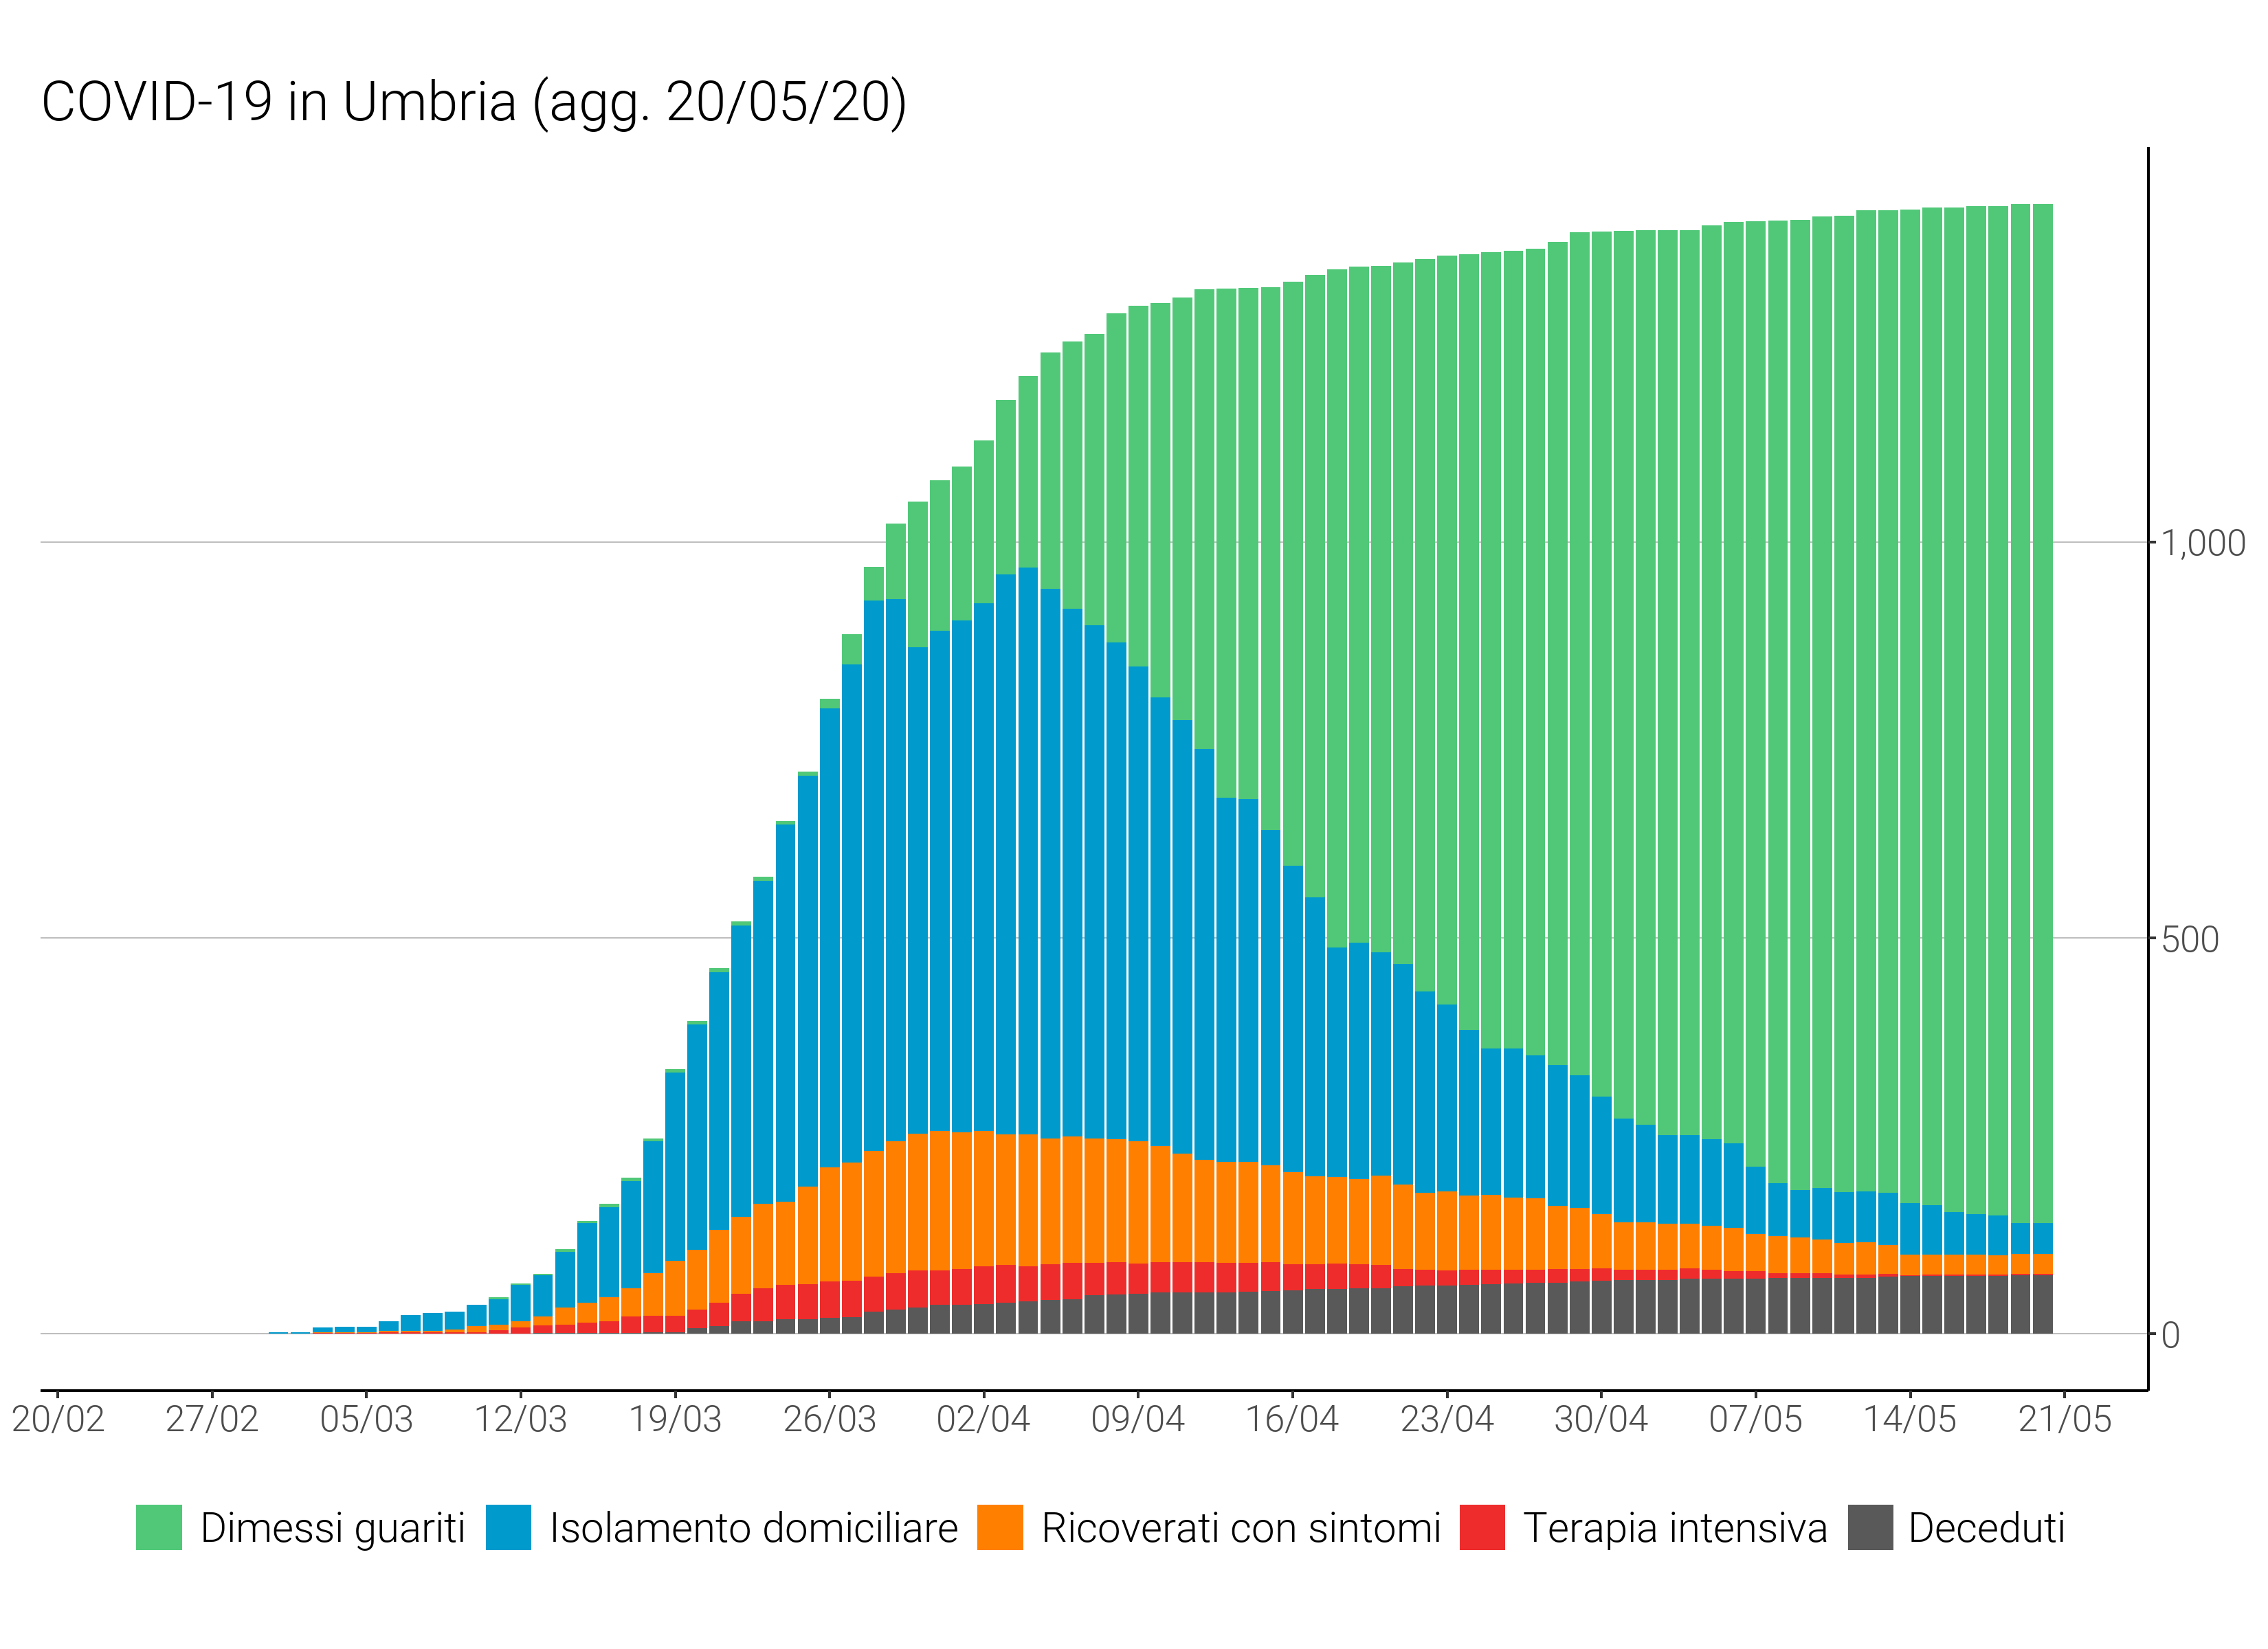 COVID-19 in Umbria (agg. 20/05/20)
1,000
500
0
20/02 27/02 05/03 12/03 19/03 26/03 02/04 09/04 16/04 23/04 30/04 07/05 14/05 21/05
Dimessi guariti Isolamento domiciliare Ricoverati con sintomi Terapia intensiva Deceduti